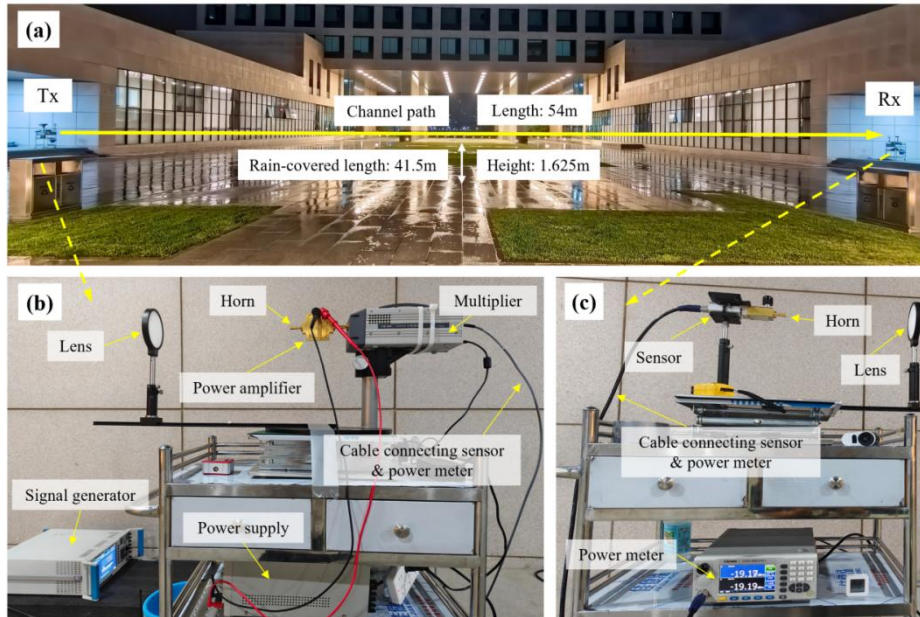 (a)
Tx
Rx
Channel path
Length: 54m
Rain-covered length: 41.5m
Height: 1.625m
(b)
Horn
Multiplier
Lens
Power amplifier
Cable connecting sensor
& power meter
Signal generator
Power supply
(c)
Horn
Sensor
Lens
Cable connecting sensor
& power meter
Power meter
-19.17
-19.19